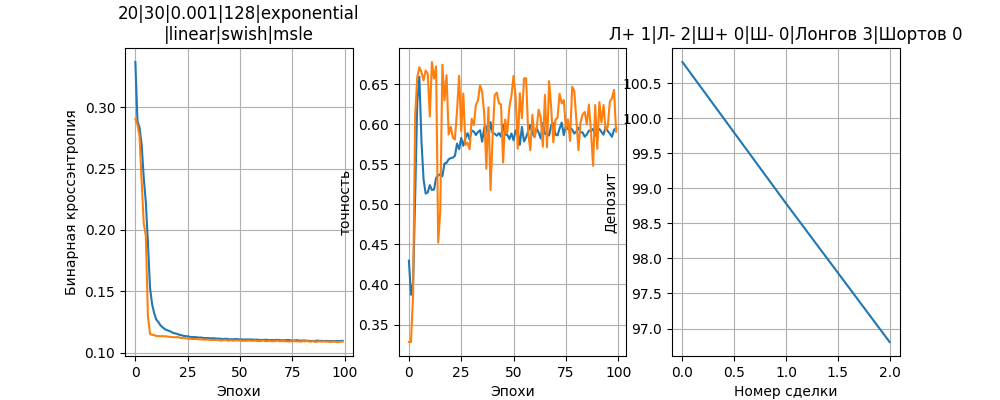 20|30|0.001|128|exponential
|linear|swish|msle
Л+ 1|Л- 2|Ш+ 0|Ш- 0|Лонгов 3|Шортов 0
Бинарная кроссэнтропия
0.30
0.25
0.20
0.15
0.10
0 25 50 75 100
Эпохи
точность
0.65
0.60
0.55
0.50
0.45
0.40
0.35
0 25 50 75 100
Эпохи
Депозит
100.5
100.0
99.5
99.0
98.5
98.0
97.5
97.0
0.0 0.5 1.0 1.5 2.0
Номер сделки